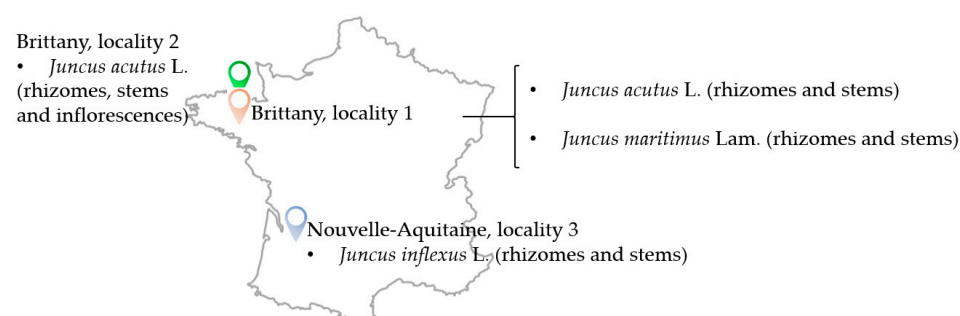 Brittany, locality 2
• Juncus acutus L.
(rhizomes, stems
and inflorescences)
Brittany, locality 1
• Juncus acutus L. (rhizomes and stems)
• Juncus maritimus Lam. (rhizomes and stems)
Nouvelle-Aquitaine, locality 3
• Juncus inflexus L. (rhizomes and stems)